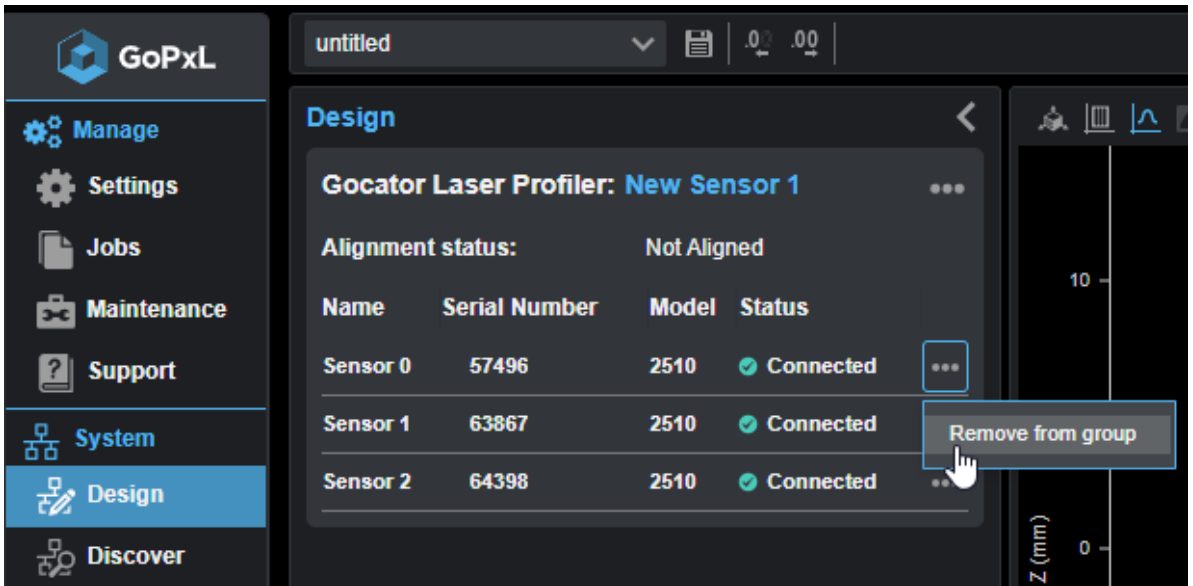 GoPxL
untitled
.00 .00
Manage
Settings
Jobs
Maintenance
Support
System
Design
Discover
Design
Gocator Laser Profiler: New Sensor 1
Alignment status: Not Aligned
Name Serial Number Model Status
Sensor 0 57496 2510 Connected
Sensor 1 63867 2510 Connected
Sensor 2 64398 2510 Connected
Remove from group
10
0
Z (mm)